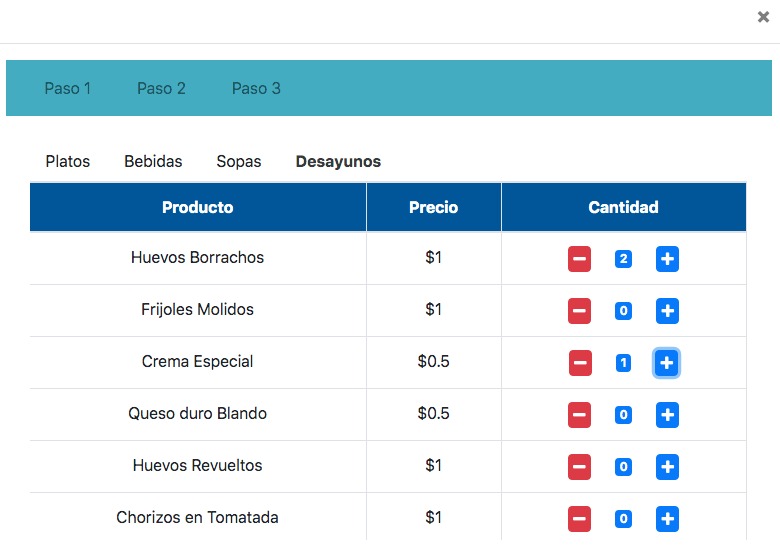 Paso 1 Paso 2 Paso 3
Platos Bebidas Sopas Desayunos
Producto Precio Cantidad
Huevos Borrachos $1 2
Frijoles Molidos $1 0
Crema Especial $0.5 1
Queso duro Blando $0.5 0
Huevos Revueltos $1 0
Chorizos en Tomatada $1 0